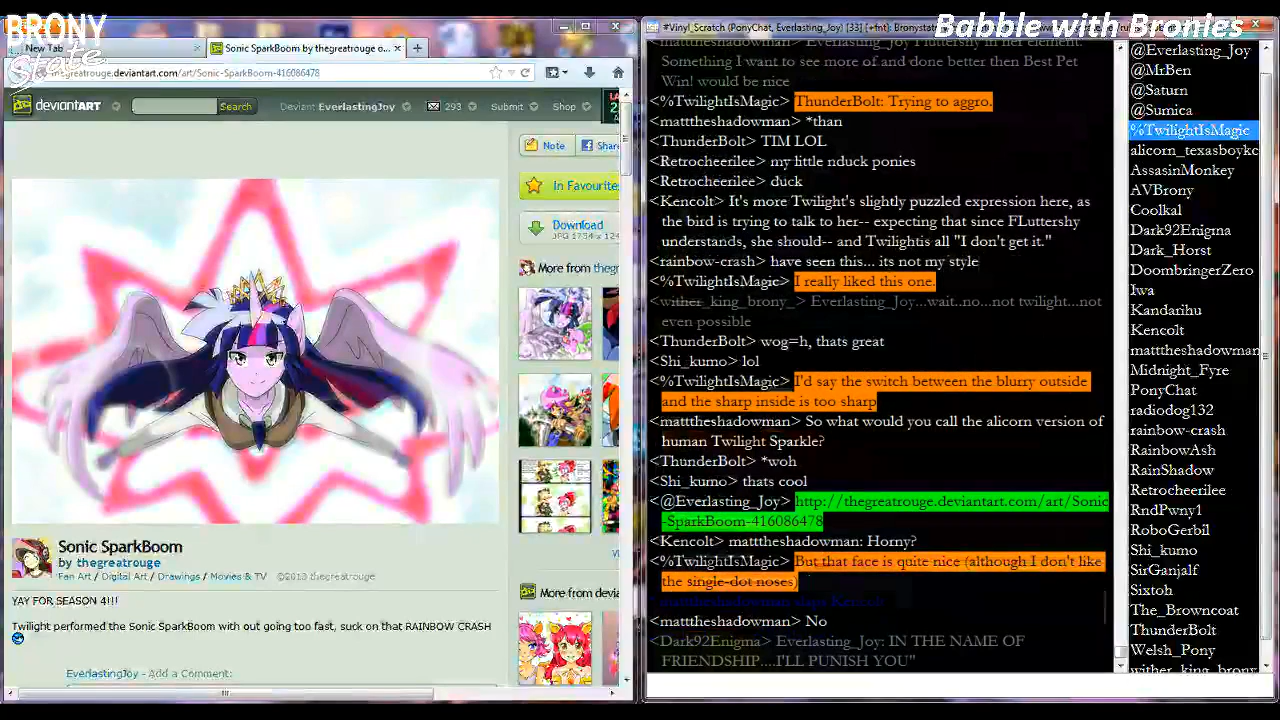 BRONY
State
Babble with Bronies
New Tab
Sonic SparkBoom by thegreatrouge o...
greatrouge.deviantart.com/art/Sonic-SparkBoom-416086478
deviantART
Search
Deviant EverlastingJoy
293
Submit
Shop
Note
Share
In Favourite
Download
JPG 1754 x 124
More from thegr
More from devia
Sonic SparkBoom
by thegreatrouge
Fan Art / Digital Art / Drawings / Movies & TV ©2013 thegreatrouge
YAY FOR SEASON 4!!!
Twilight performed the Sonic SparkBoom with out going too fast, suck on that RAINBOW CRASH
EverlastingJoy - Add a Comment:
#Vinyl_Scratch (PonyChat, Everlasting_Joy) [33] [+fnt]: Bronystate
matttheshadowman> Everlasting_Joy Fluttershy in her element.
Something I want to see more of and done better then Best Pet
Win! would be nice
<%TwilightIsMagic> ThunderBolt: Trying to aggro.
<matttheshadowman> *than
<ThunderBolt> TIM LOL
<Retrocheerilee> my little nduck ponies
<Retrocheerilee> duck
<Kencolt> It's more Twilight's slightly puzzled expression here, as
the bird is trying to talk to her-- expecting that since FLuttershy
understands, she should-- and Twilightis all "I don't get it."
<rainbow-crash> have seen this... its not my style
<%TwilightIsMagic> I really liked this one.
<wither_king_brony_> Everlasting_Joy...wait..no...not twilight...not
even possible
<ThunderBolt> wog=h, thats great
<Shi_kumo> lol
<%TwilightIsMagic> I'd say the switch between the blurry outside
and the sharp inside is too sharp
<matttheshadowman> So what would you call the alicorn version of
human Twilight Sparkle?
<ThunderBolt> *woh
<Shi_kumo> thats cool
<@Everlasting_Joy> http://thegreatrouge.deviantart.com/art/Sonic
-SparkBoom-416086478
<Kencolt> matttheshadowman: Horny?
<%TwilightIsMagic> But that face is quite nice (although I don't like
the single-dot noses)
matttheshadowman slaps Kencolt
<matttheshadowman> No
<Dark92Enigma> Everlasting_Joy: IN THE NAME OF
FRIENDSHIP....I'LL PUNISH YOU"
@Everlasting_Joy
@MrBen
@Saturn
@Sumica
%TwilightIsMagic
alicorn_texasboykc
AssasinMonkey
AVBrony
Coolkal
Dark92Enigma
Dark_Horst
DoombringerZero
Iwa
Kandarihu
Kencolt
matttheshadowman
Midnight_Fyre
PonyChat
radiodog132
rainbow-crash
RainbowAsh
RainShadow
Retrocheerilee
RndPwny1
RoboGerbil
Shi_kumo
SirGanjalf
Sixtoh
The_Browncoat
ThunderBolt
Welsh_Pony
wither_king_brony